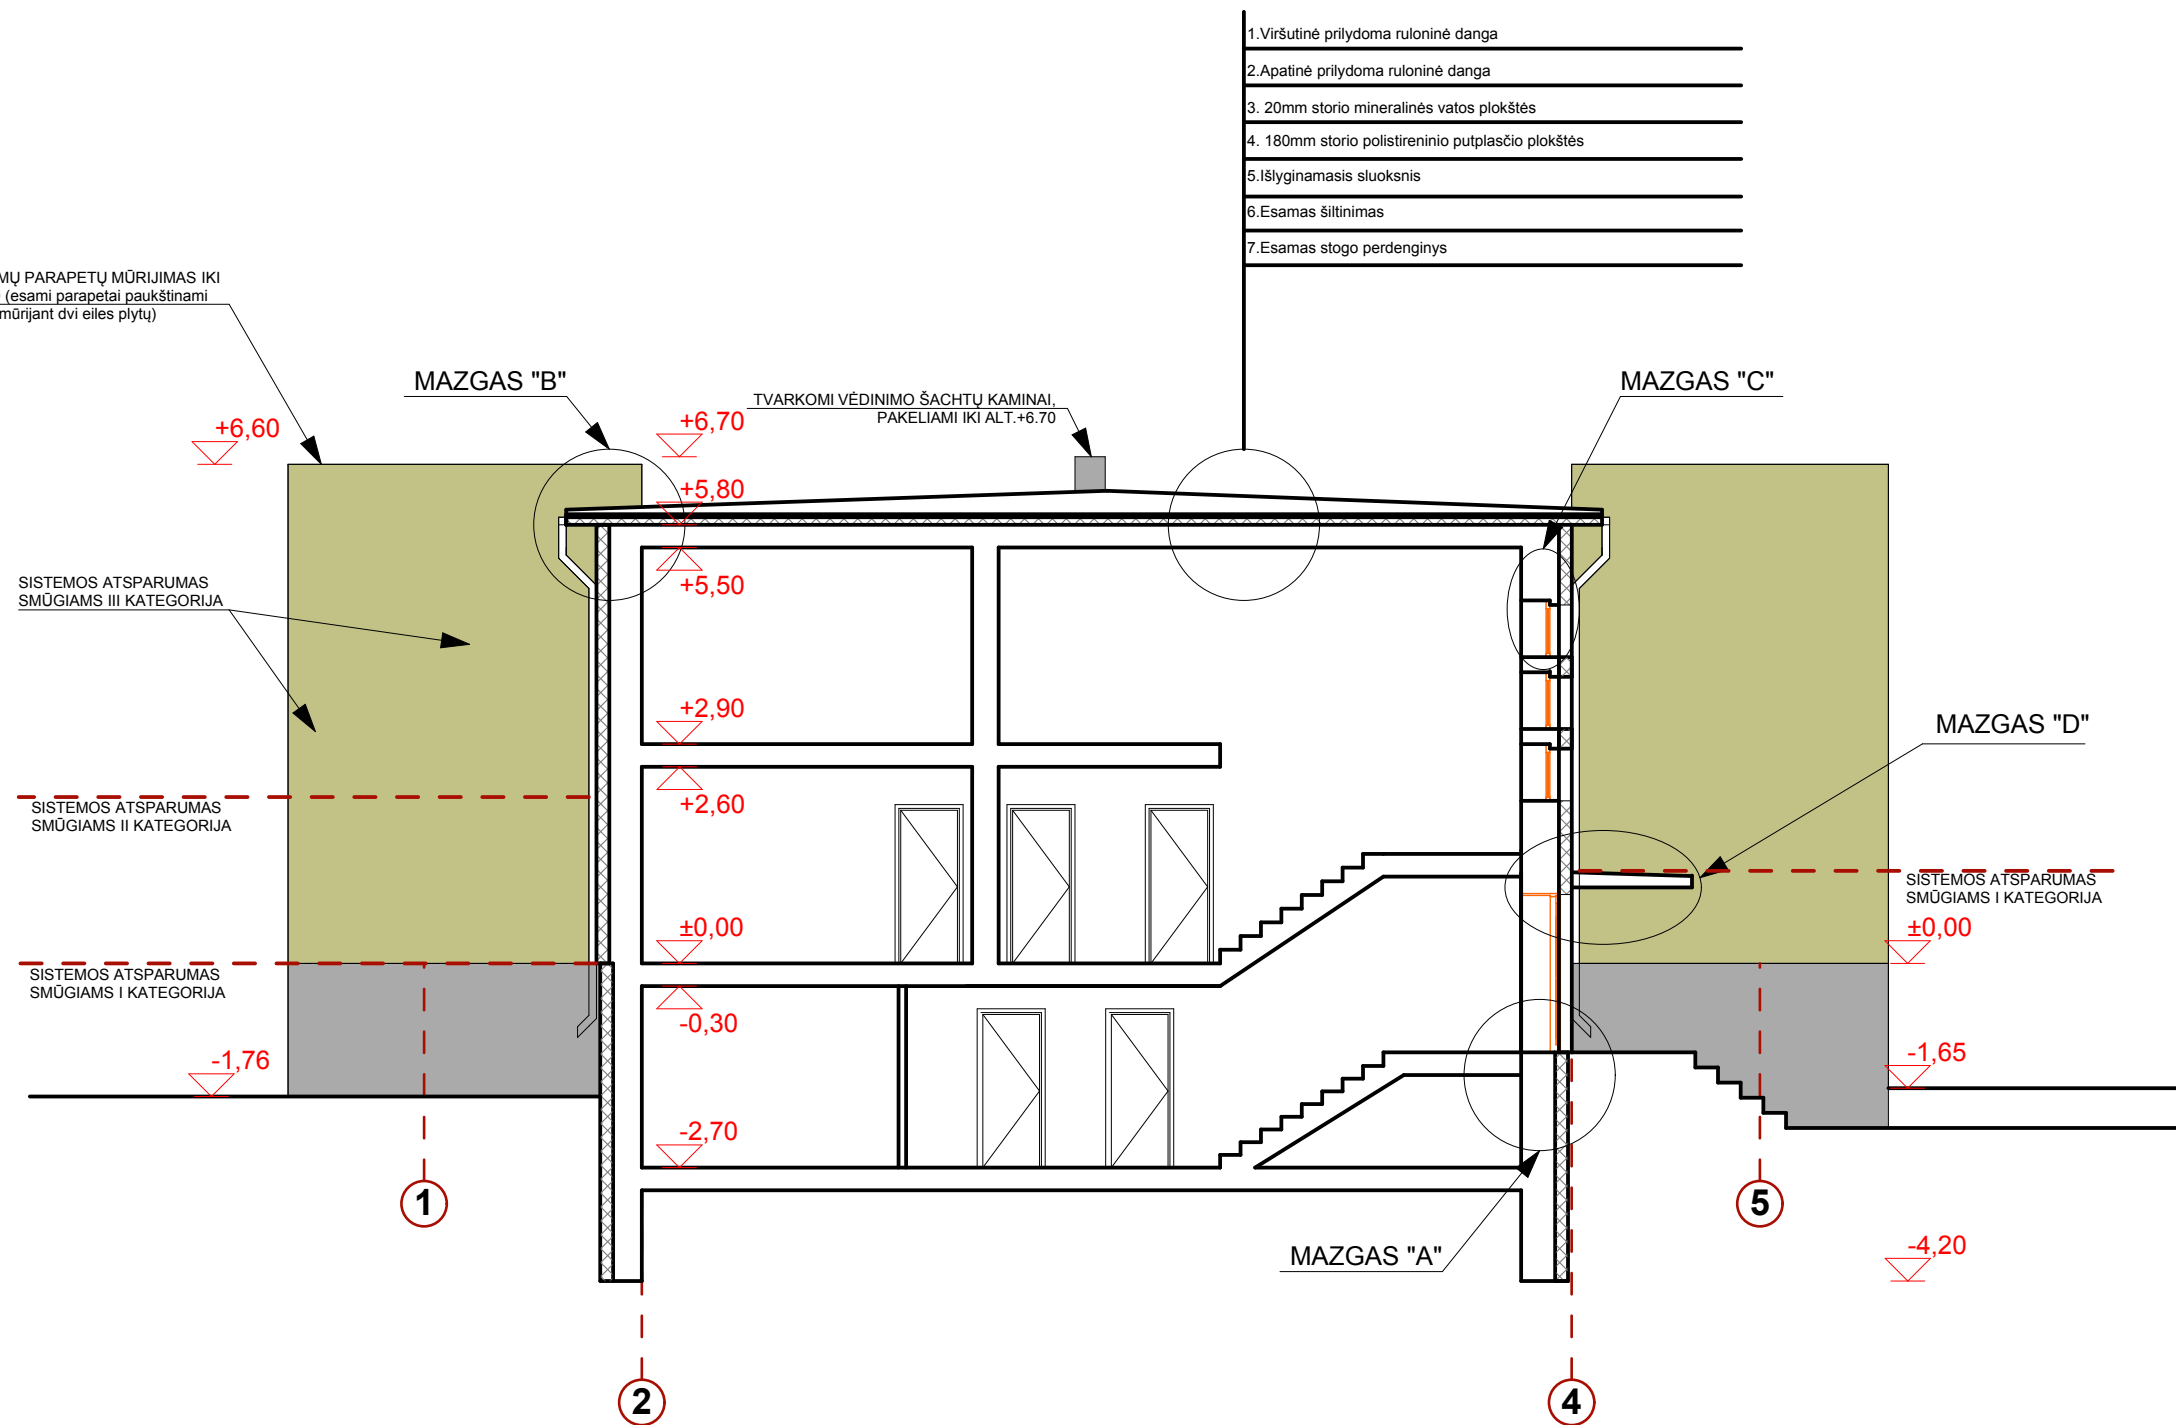 1.Viršutinė prilydoma ruloninė danga
2.Apatinė prilydoma ruloninė danga
3. 20mm storio mineralinės vatos plokštės
4. 180mm storio polistireninio putplasčio plokštės
5.Išlyginamasis sluoksnis
6.Esamas šiltinimas
7.Esamas stogo perdenginys
PARAPETŲ MŪRIJIMAS IKI
(esami parapetai paukštinami
mūrijant dvi eiles plytų)
MAZGAS "B"
TVARKOMI VĖDINIMO ŠACHTŲ KAMINAI,
PAKELIAMI IKI ALT.+6.70
MAZGAS "C"
+6,60
+6,70
+5,80
+5,50
SISTEMOS ATSPARUMAS
SMŪGIAMS III KATEGORIJA
+2,90
MAZGAS "D"
+2,60
SISTEMOS ATSPARUMAS
SMŪGIAMS II KATEGORIJA
SISTEMOS ATSPARUMAS
SMŪGIAMS I KATEGORIJA
±0,00
±0,00
SISTEMOS ATSPARUMAS
SMŪGIAMS I KATEGORIJA
-0,30
-1,76
-1,65
-2,70
1
5
MAZGAS "A"
-4,20
2
4